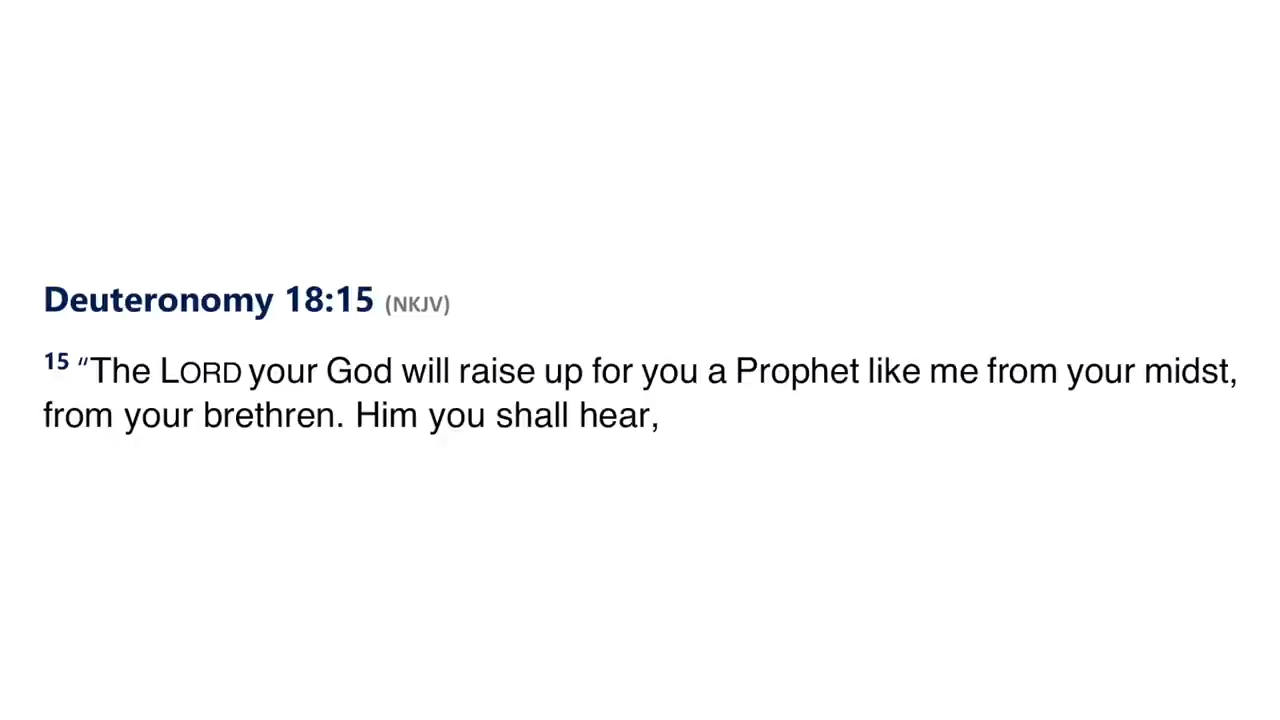 Deuteronomy 18:15 (NKJV)
15 “The LORD your God will raise up for you a Prophet like me from your midst,
from your brethren. Him you shall hear,